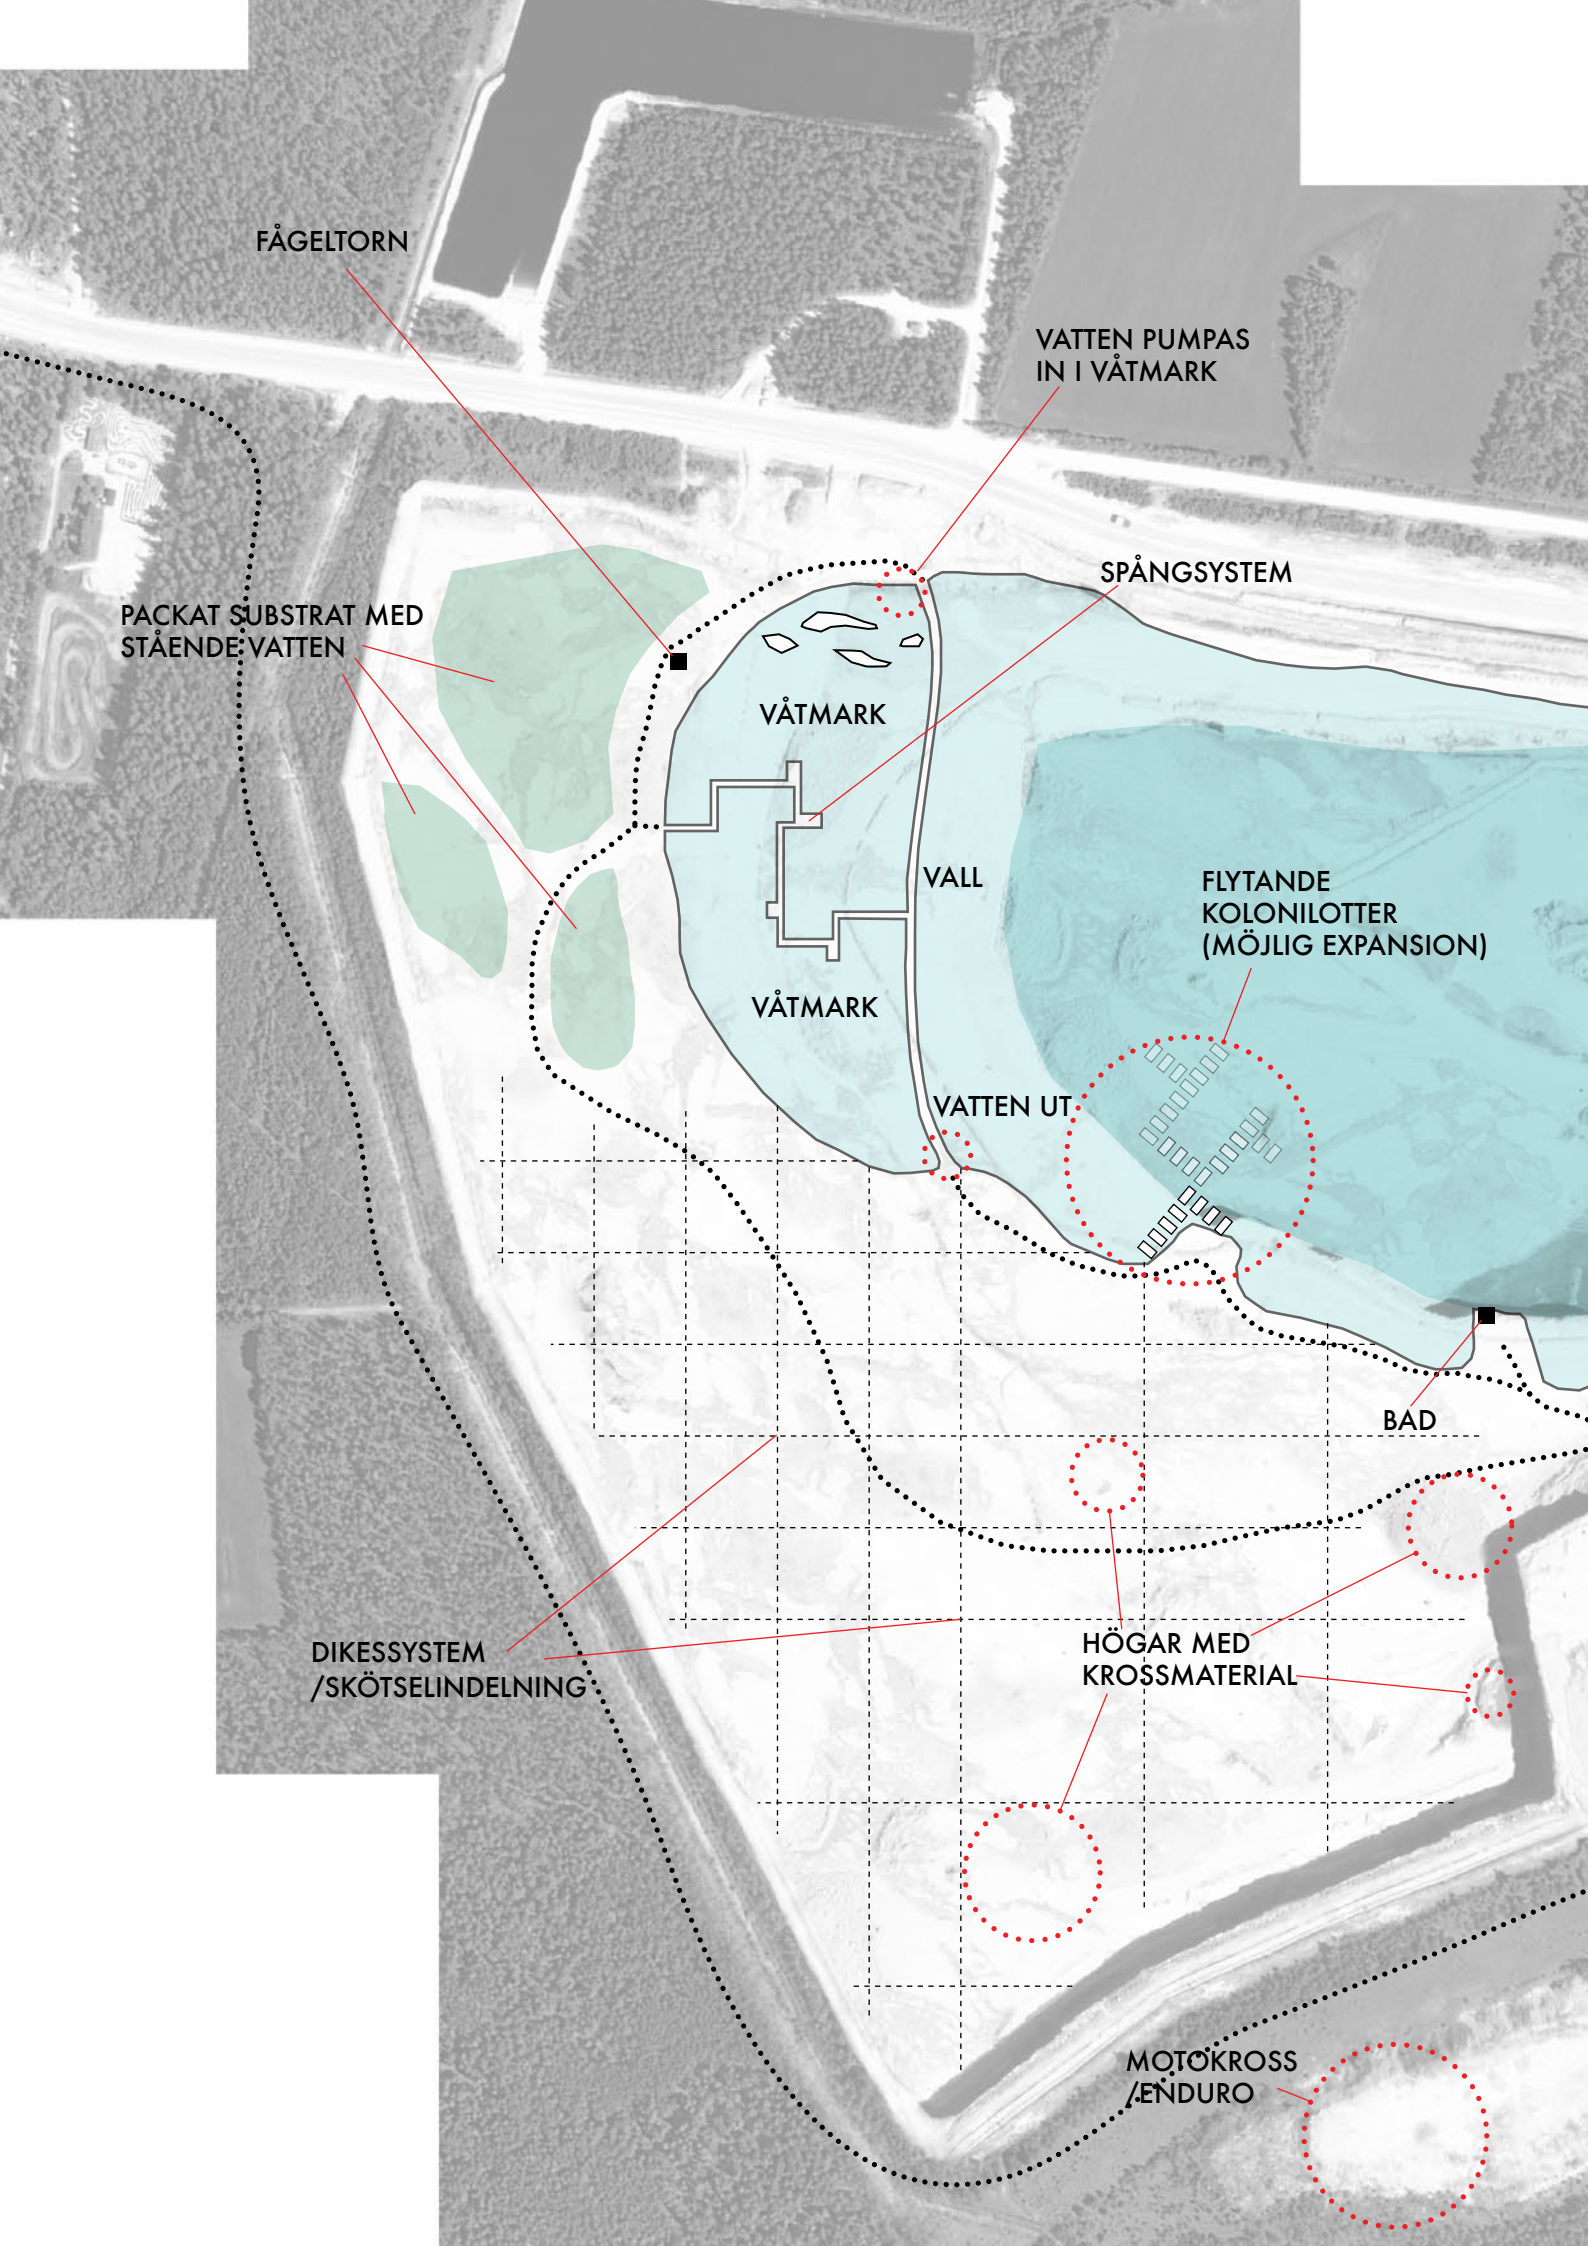 FÅGELTORN
VATTEN PUMPAS
IN I VÅTMARK
SPÅNGSYSTEM
PACKAT SUBSTRAT MED
STÅENDE VATTEN
VÅTMARK
VALL
FLYTANDE
KOLONILOTTER
(MÖJLIG EXPANSION)
VÅTMARK
VATTEN UT
BAD
DIKESSYSTEM
/SKÖTSELINDELNING
HÖGAR MED
KROSSMATERIAL
MOTOKROSS
/ENDURO